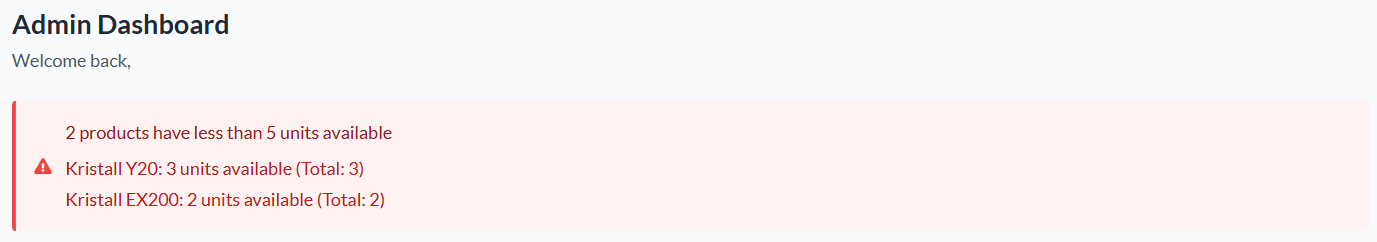 Admin Dashboard
Welcome back,
2 products have less than 5 units available
Kristall Y20: 3 units available (Total: 3)
Kristall EX200: 2 units available (Total: 2)